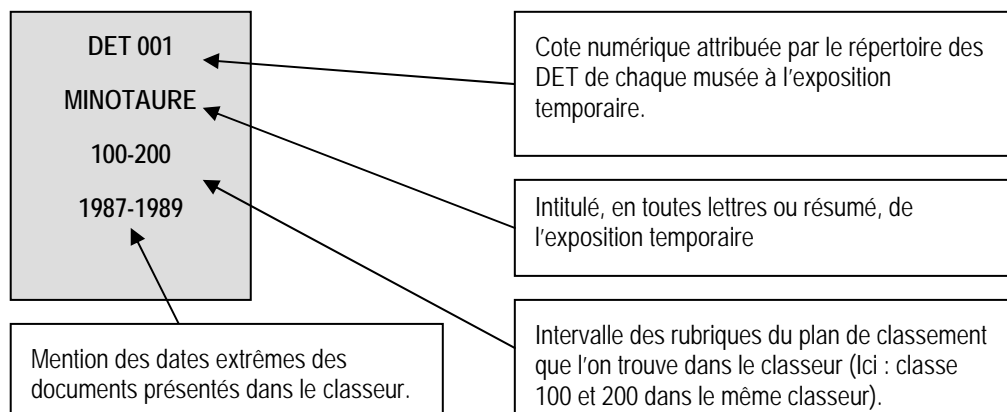 DET 001
MINOTAURE
100-200
1987-1989
Cote numérique attribuée par le répertoire des
DET de chaque musée à l’exposition
temporaire.
Intitulé, en toutes lettres ou résumé, de
l’exposition temporaire
Intervalle des rubriques du plan de classement
que l’on trouve dans le classeur (Ici : classe
100 et 200 dans le même classeur).
Mention des dates extrêmes des
documents présentés dans le classeur.